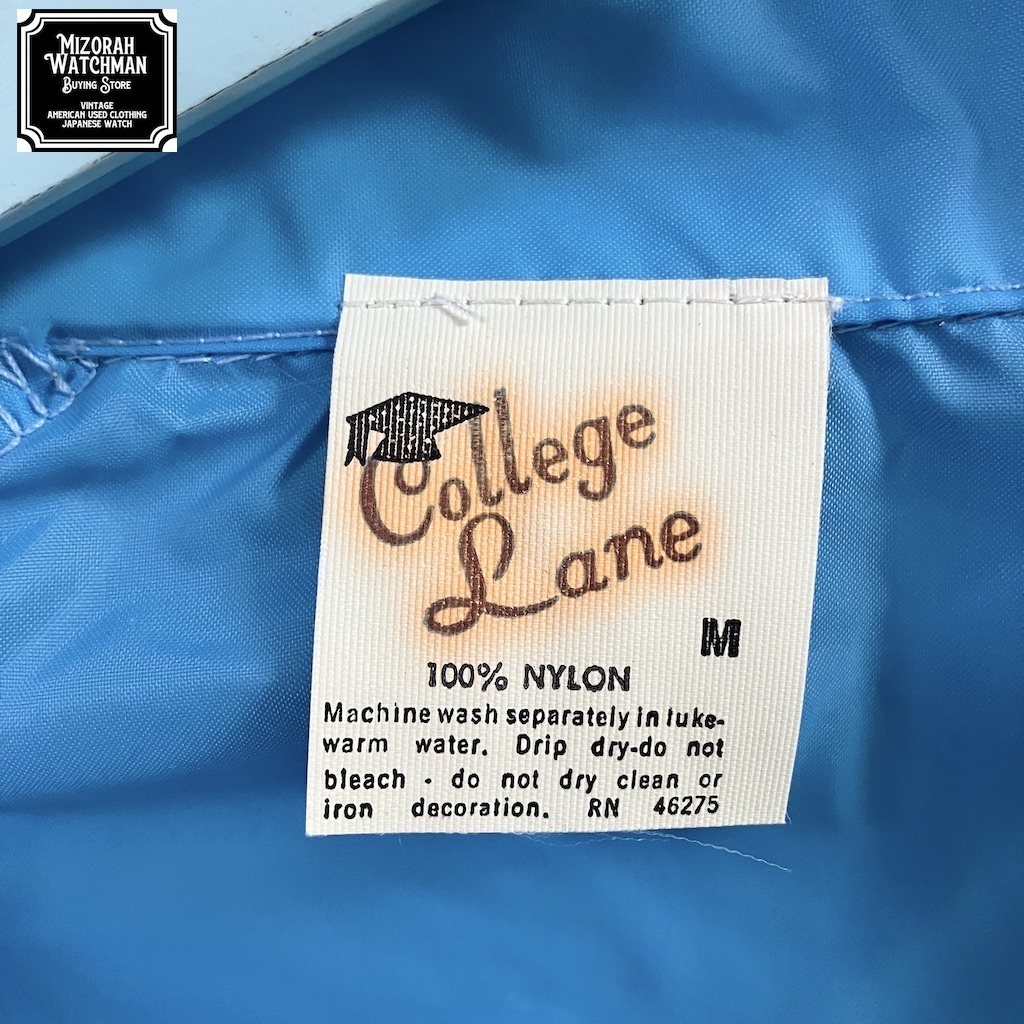 MIZORAH
WATCHMAN
BUYING STORE
VINTAGE
AMERICAN USED CLOTHING
JAPANESE WATCH
College
Lane
M
100% NYLON
Machine wash separately in luke-
warm water. Drip dry-do not
bleach - do not dry clean or
iron decoration. RN 46275